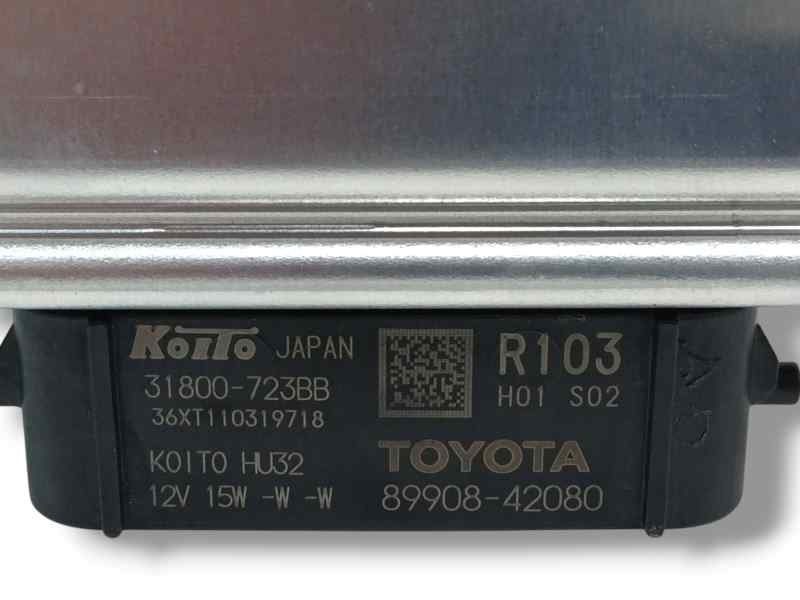 KOITO JAPAN
31800-723BB
36XT110319718
KOITO HU32
12V 15W -W -W
R103
H01 S02
TOYOTA
89908-42080